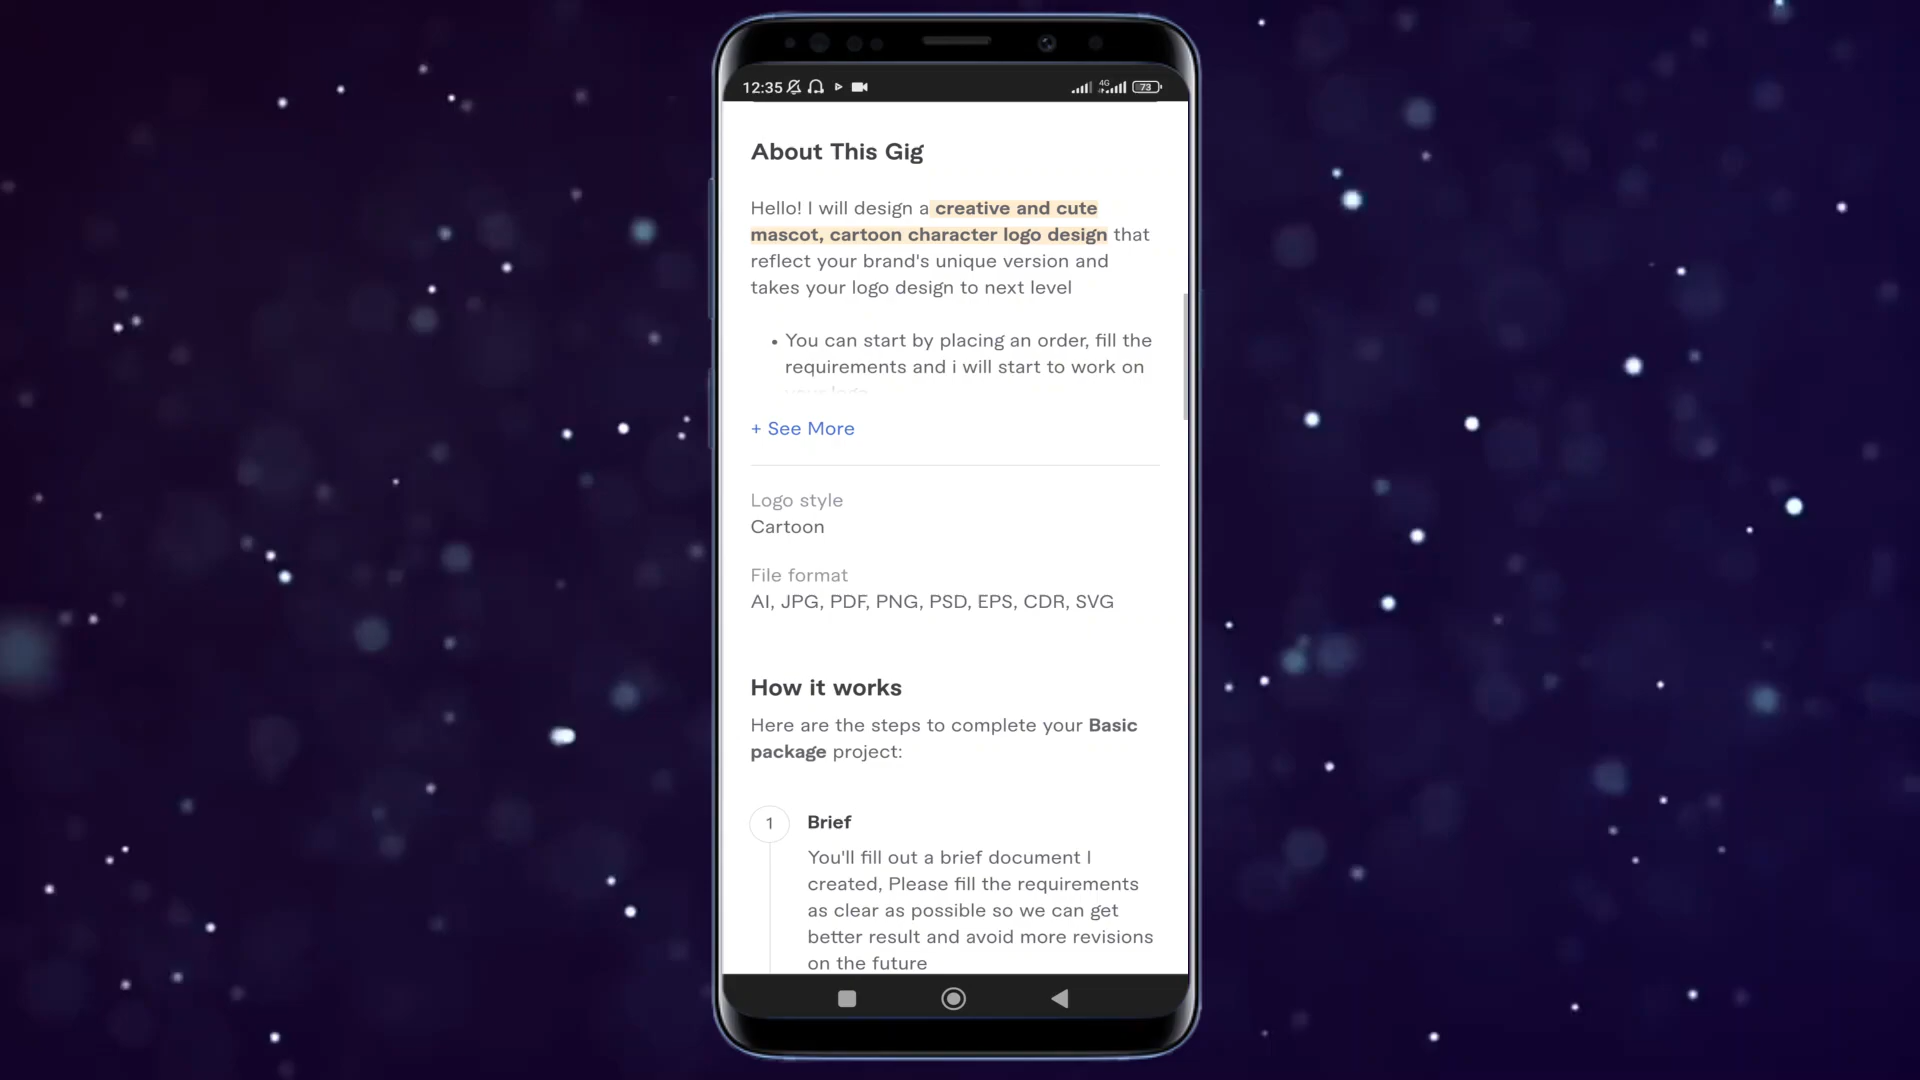 12:35
4G
73
About This Gig
Hello! I will design a creative and cute
mascot, cartoon character logo design that
reflect your brand's unique version and
takes your logo design to next level
• You can start by placing an order, fill the
requirements and i will start to work on
your logo
+ See More
Logo style
Cartoon
File format
AI, JPG, PDF, PNG, PSD, EPS, CDR, SVG
How it works
Here are the steps to complete your Basic
package project:
1 Brief
You'll fill out a brief document I
created, Please fill the requirements
as clear as possible so we can get
better result and avoid more revisions
on the future